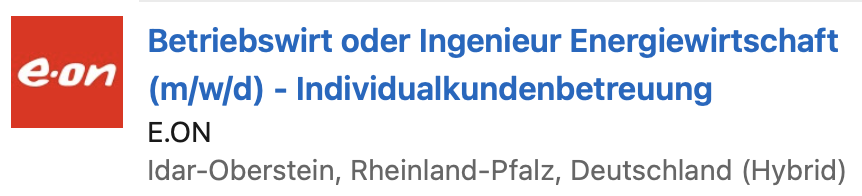 e·on
Betriebswirt oder Ingenieur Energiewirtschaft
(m/w/d) - Individualkundenbetreuung
E.ON
Idar-Oberstein, Rheinland-Pfalz, Deutschland (Hybrid)